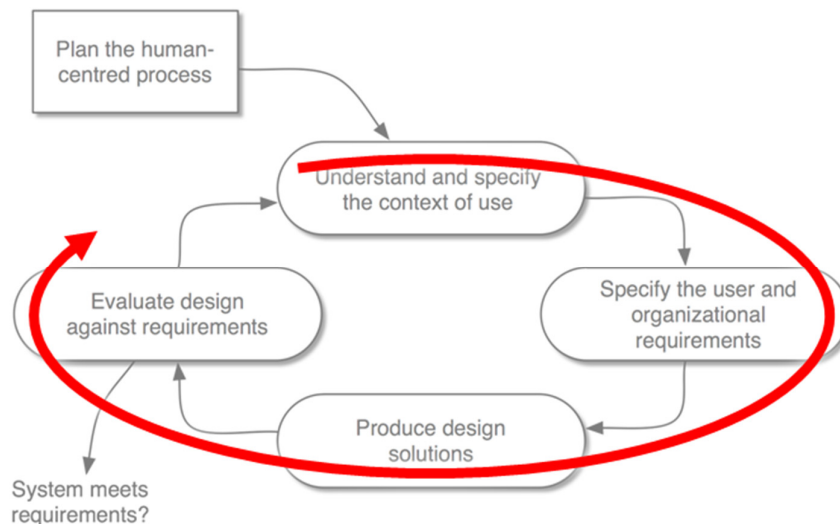 Plan the human-
centred process
Understand and specify
the context of use
Specify the user and
organizational
requirements
Produce design
solutions
Evaluate design
against requirements
System meets
requirements?